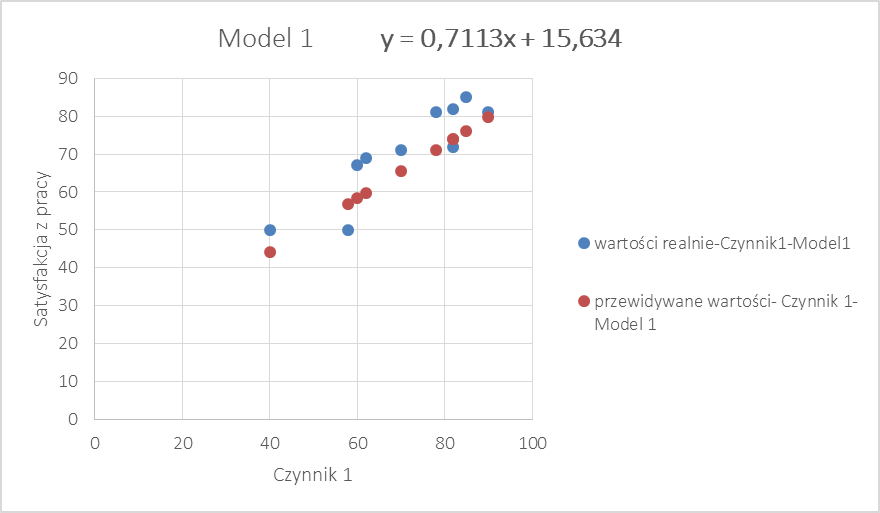 Model 1 y = 0,7113x + 15,634
90
80
70
60
50
40
30
20
10
0
0 20 40 60 80 100
Satysfakcja z pracy
Czynnik 1
wartości realnie-Czynnik1-Model1
przewidywane wartości- Czynnik 1-
Model 1